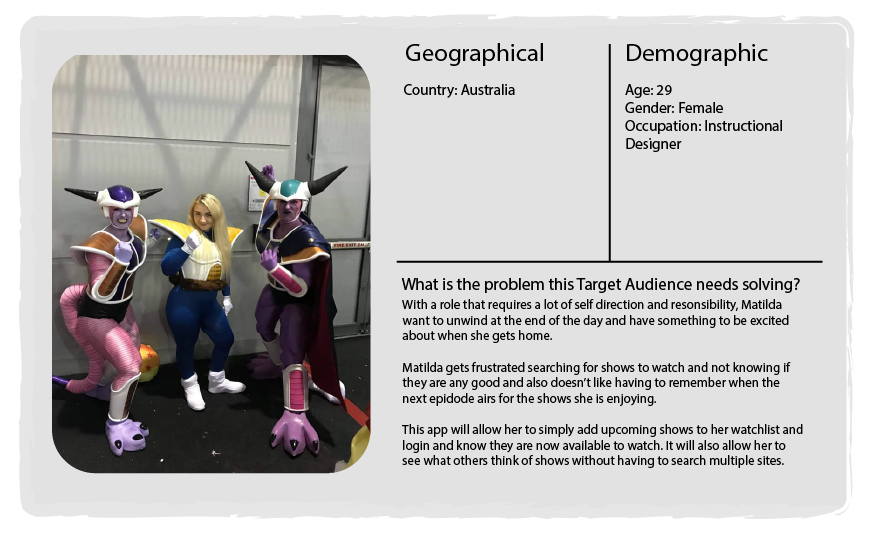 Geographical
Country: Australia
Demographic
Age: 29
Gender: Female
Occupation: Instructional
Designer
What is the problem this Target Audience needs solving?
With a role that requires a lot of self direction and resonsibility, Matilda
want to unwind at the end of the day and have something to be excited
about when she gets home.
Matilda gets frustrated searching for shows to watch and not knowing if
they are any good and also doesn't like having to remember when the
next epidode airs for the shows she is enjoying.
This app will allow her to simply add upcoming shows to her watchlist and
login and know they are now available to watch. It will also allow her to
see what others think of shows without having to search multiple sites.
FIRE EXIT